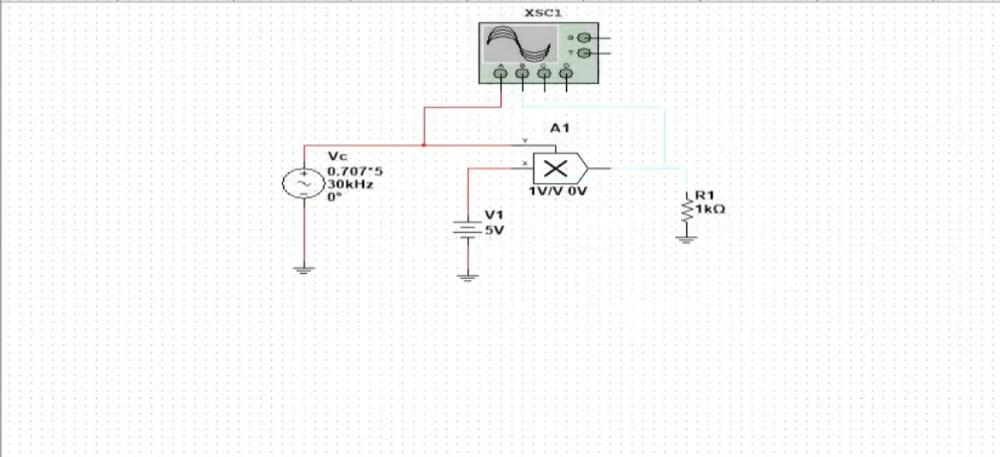 XSC1
G
T
A B C D
A1
Y
Vc
0.707*5
30kHz
0°
X
1V/V 0V
V1
5V
R1
1kΩ